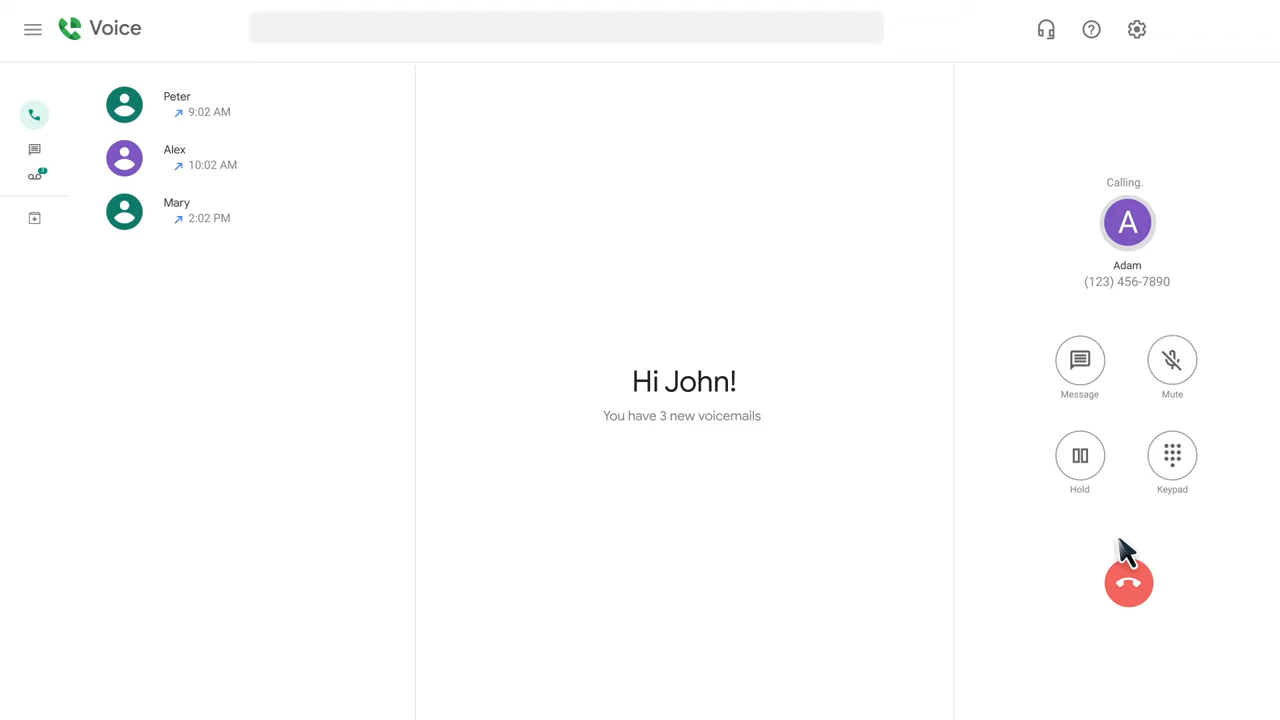 Voice
Peter
9:02 AM
Alex
10:02 AM
Mary
2:02 PM
Hi John!
You have 3 new voicemails
Calling.
A
Adam
(123) 456-7890
Message
Mute
Hold
Keypad